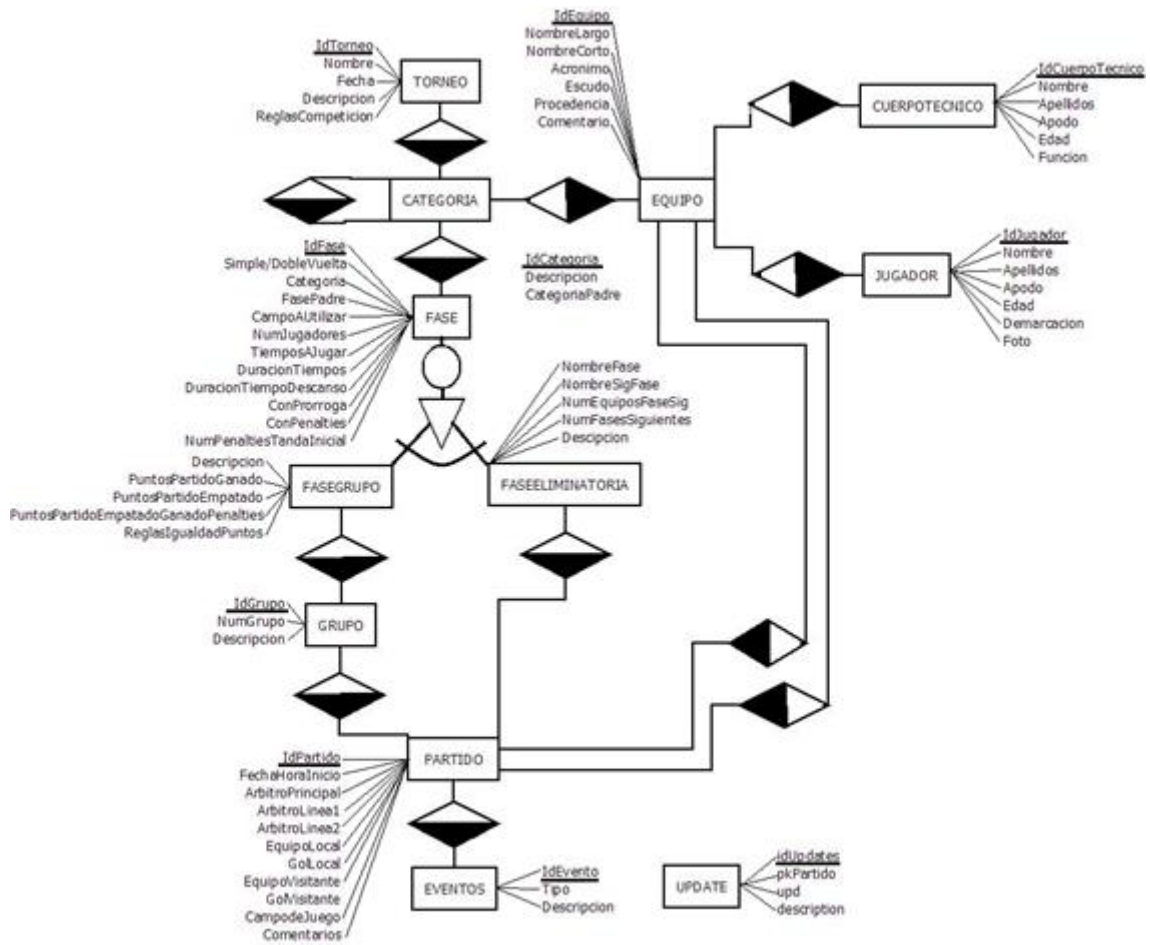 IdTorneo
Nombre
Fecha
Descripcion
ReglasCompeticion
TORNEO
IdEquipo
NombreLargo
NombreCorto
Acronimo
Escudo
Procedencia
Comentario
CUERPOTECNICO
IdCuerpoTecnico
Nombre
Apellidos
Apodo
Edad
Funcion
CATEGORIA
EQUIPO
IdCategoria
Descripcion
CategoriaPadre
JUGADOR
IdJugador
Nombre
Apellidos
Apodo
Edad
Demarcacion
Foto
IdFase
Simple/DobleVuelta
Categoria
FasePadre
CampoAUtilizar
NumJugadores
TiemposAJugar
DuracionTiempos
DuracionTiempoDescanso
ConProrroga
ConPenalties
NumPenaltiesTandaInicial
FASE
NombreFase
NombreSigFase
NumEquiposFaseSig
NumFasesSiguientes
Descipcion
Descripcion
PuntosPartidoGanado
PuntosPartidoEmpatado
PuntosPartidoEmpatadoGanadoPenalties
ReglasIgualdadPuntos
FASEGRUPO
FASEELIMINATORIA
IdGrupo
NumGrupo
Descripcion
GRUPO
IdPartido
FechaHoraInicio
ArbitroPrincipal
ArbitroLinea1
ArbitroLinea2
EquipoLocal
GolLocal
EquipoVisitante
GolVisitante
CampodeJuego
Comentarios
PARTIDO
EVENTOS
IdEvento
Tipo
Descripcion
UPDATE
idUpdates
pkPartido
upd
description